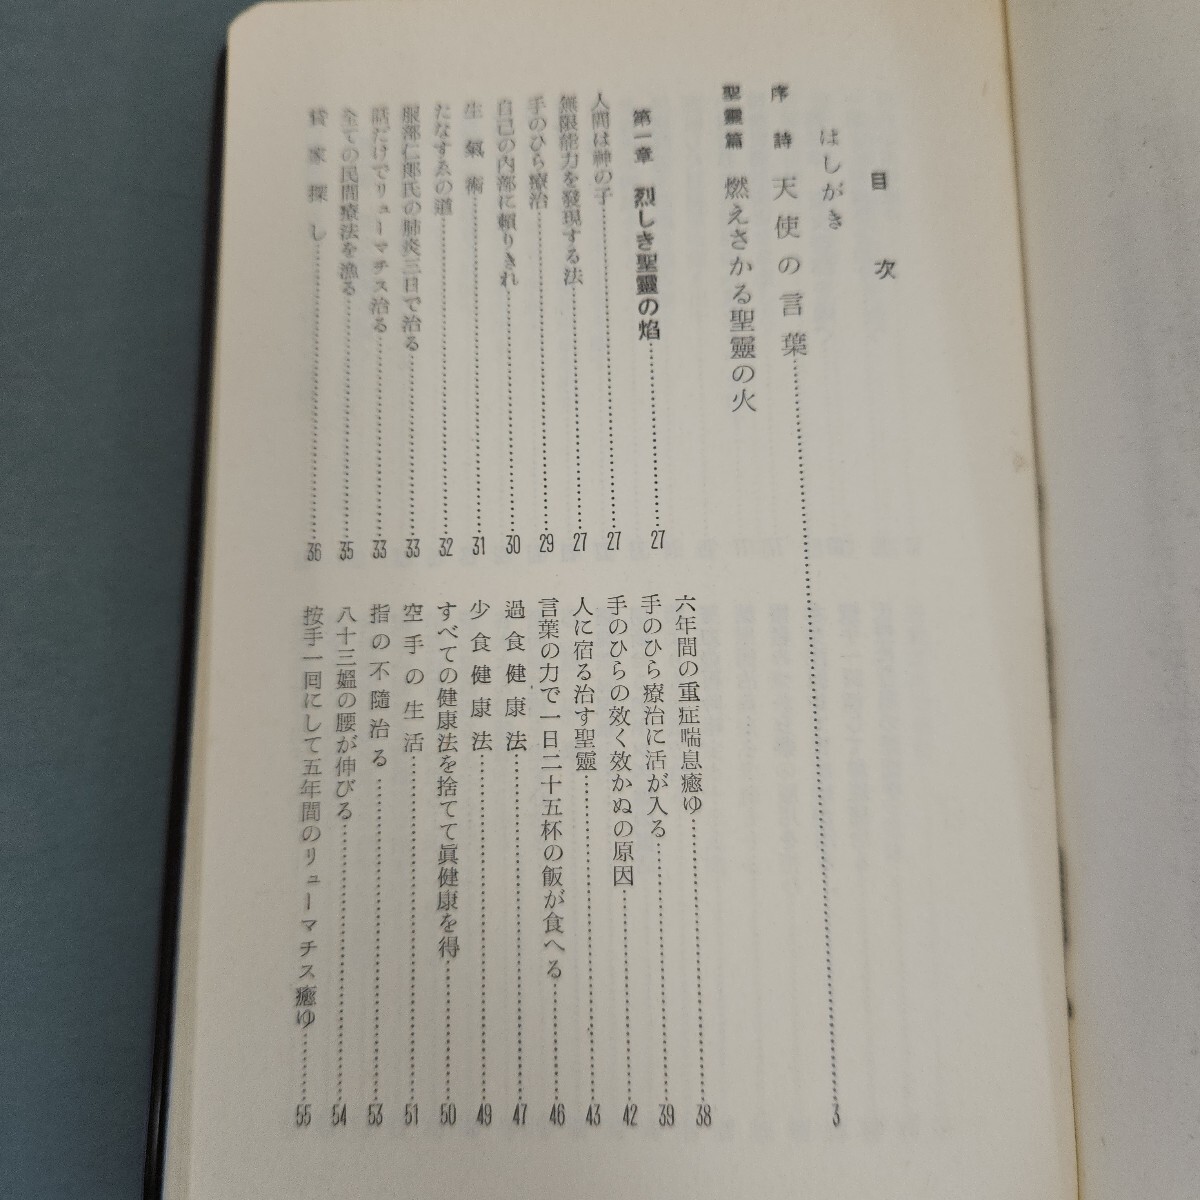 目次
はしがき
序詩 天使の言葉……3
聖靈篇 燃えさかる聖靈の火
第一章 烈しき聖靈の焰……27
人間は神の子……27
無限能力を發現する法……27
手のひら療治……29
自己の内部に賴りきれ……30
生氣術……31
たなすゑの道……32
服部仁郎氏の肺炎三日で治る……33
話だけでリューマチス治る……33
全ての民間療法を漁る……35
貸家探し……36
六年間の重症喘息癒ゆ……38
手のひら療治に活が入る……39
手のひらの效く效かぬの原因……42
人に宿る治す聖靈……43
言葉の力で一日二十五杯の飯が食へる……46
過食健康法……47
少食健康法……49
すべての健康法を捨てて眞健康を得……50
空手の生活……51
指の不隨治る……53
八十三嫗の腰が伸びる……54
按手一囘にして五年間のリューマチス癒ゆ……55